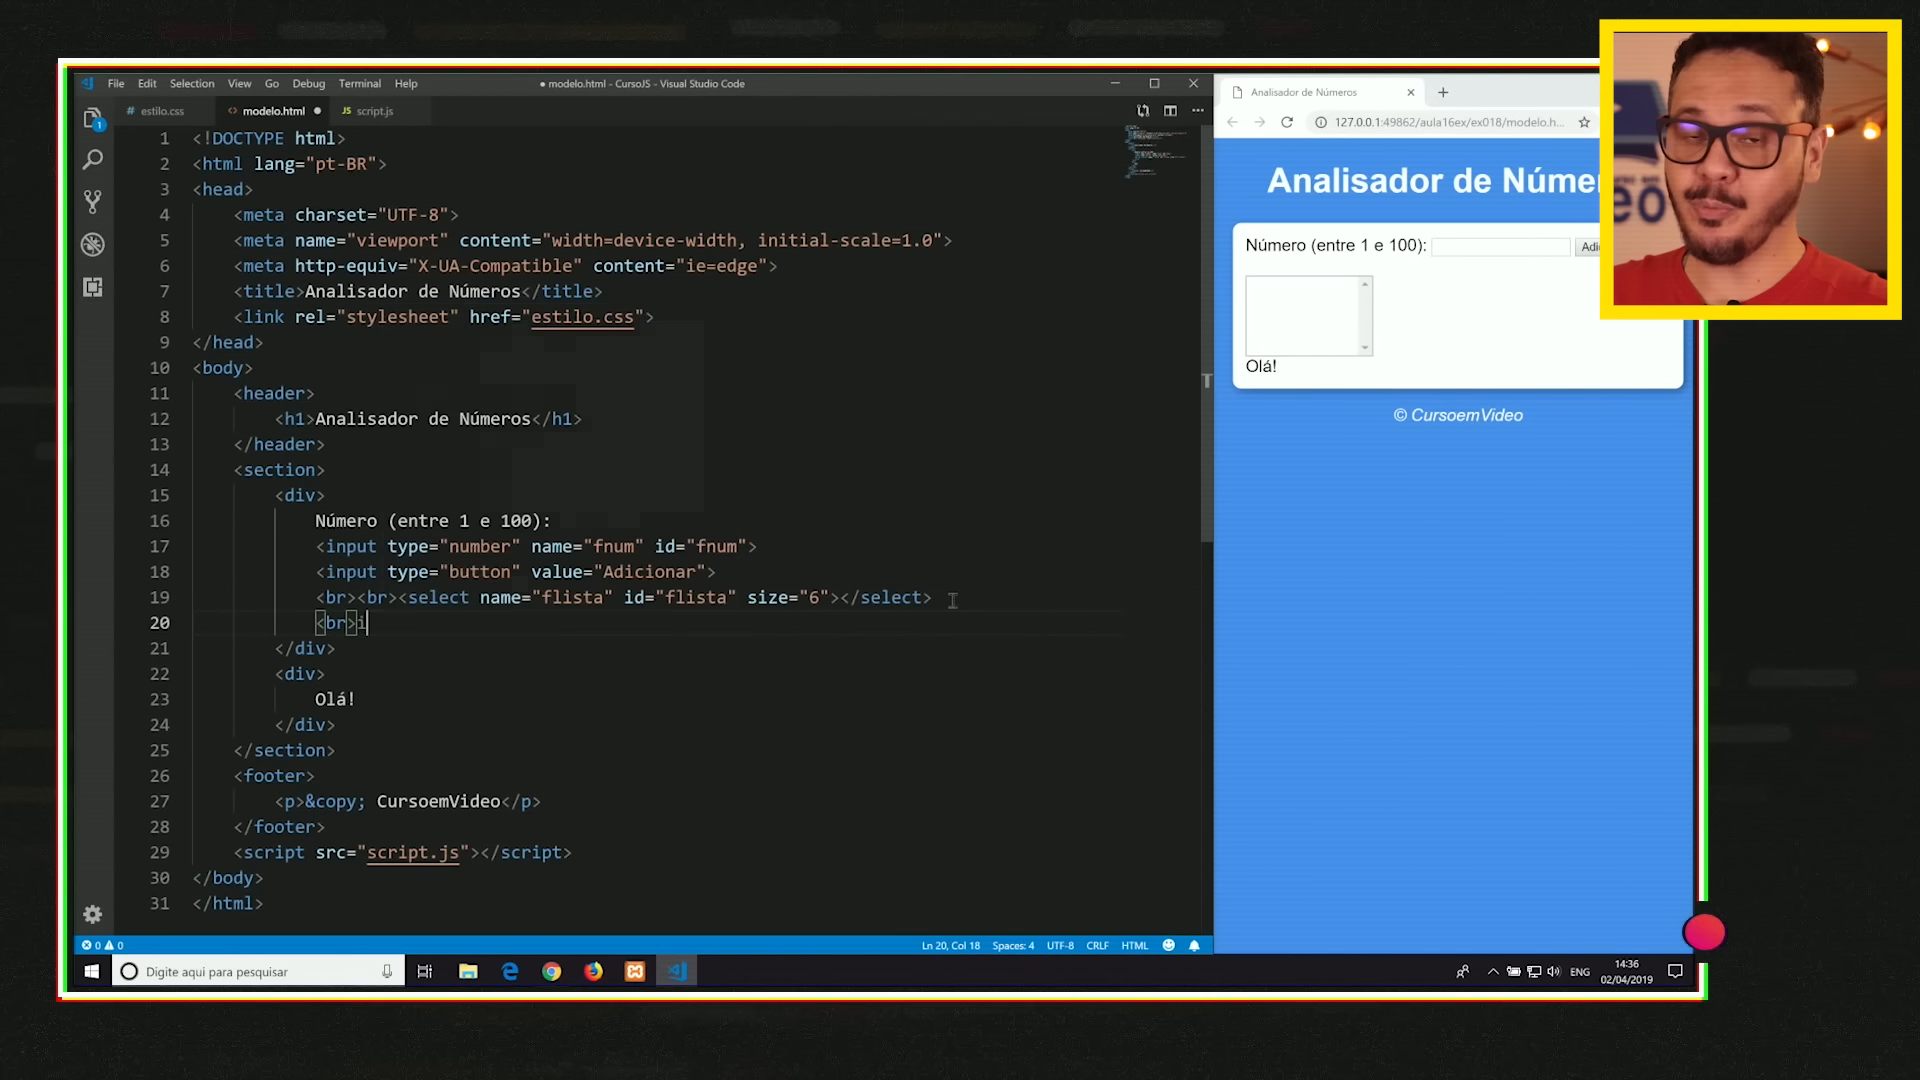 File Edit Selection View Go Debug Terminal Help
● modelo.html - CursoJS - Visual Studio Code
# estilo.css
<> modelo.html ●
JS script.js
1 <!DOCTYPE html>
2 <html lang="pt-BR">
3 <head>
4 <meta charset="UTF-8">
5 <meta name="viewport" content="width=device-width, initial-scale=1.0">
6 <meta http-equiv="X-UA-Compatible" content="ie=edge">
7 <title>Analisador de Números</title>
8 <link rel="stylesheet" href="estilo.css">
9 </head>
10 <body>
11 <header>
12 <h1>Analisador de Números</h1>
13 </header>
14 <section>
15 <div>
16 Número (entre 1 e 100):
17 <input type="number" name="fnum" id="fnum">
18 <input type="button" value="Adicionar">
19 <br><br><select name="flista" id="flista" size="6"></select>
20 <br>i
21 </div>
22 <div>
23 Olá!
24 </div>
25 </section>
26 <footer>
27 <p>&copy; CursoemVideo</p>
28 </footer>
29 <script src="script.js"></script>
30 </body>
31 </html>
1
0 0
Ln 20, Col 18 Spaces: 4 UTF-8 CRLF HTML
Analisador de Números
127.0.0.1:49862/aula16ex/ex018/modelo.h...
Analisador de Núme
Número (entre 1 e 100):
Adi
Olá!
© CursoemVideo
eo
Digite aqui para pesquisar
ENG
14:36
02/04/2019